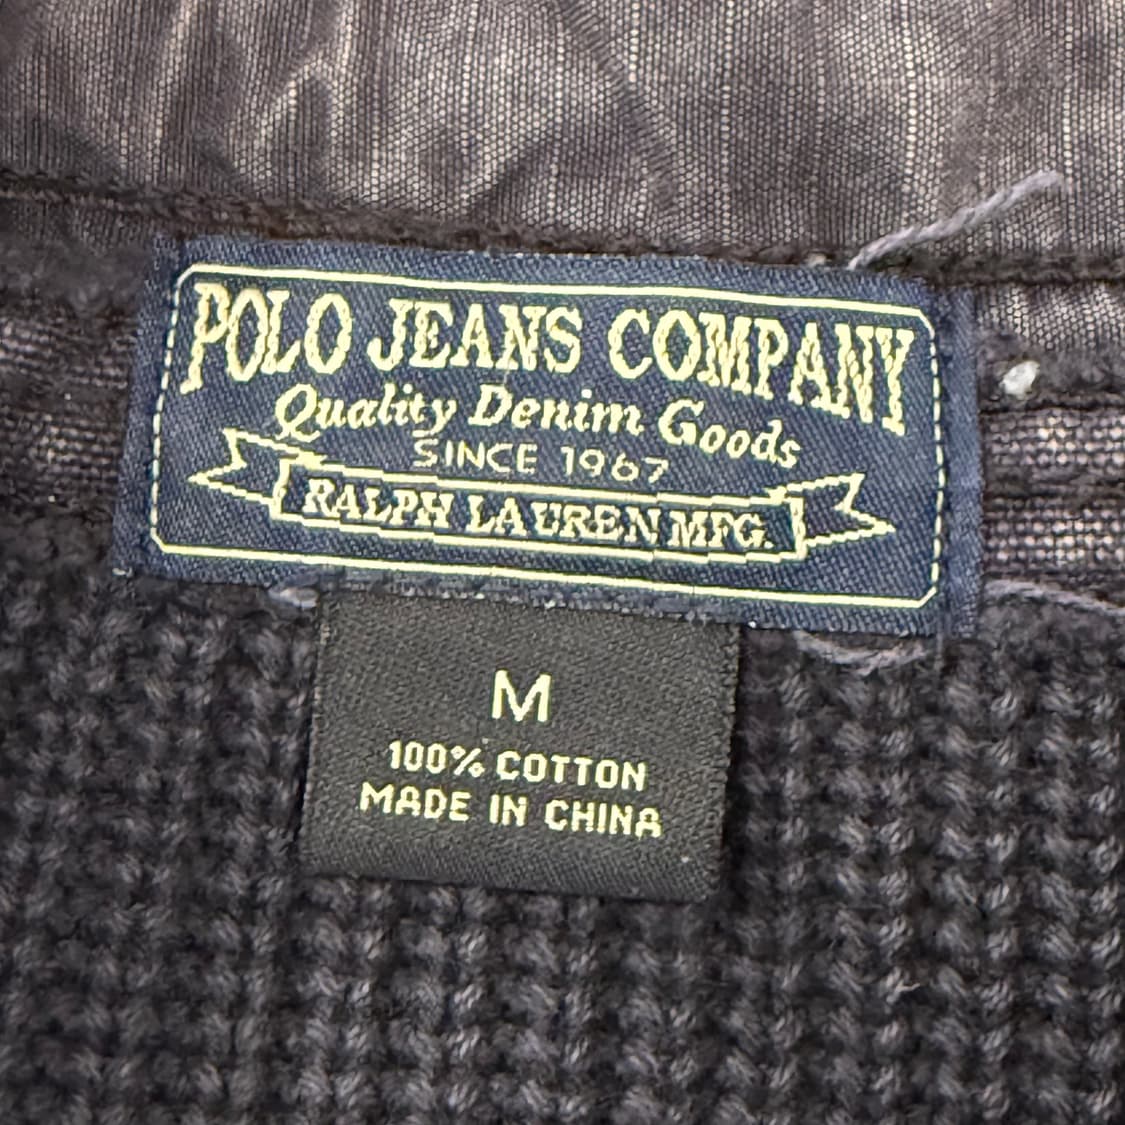 POLO JEANS COMPANY
Quality Denim Goods
SINCE 1967
RALPH LAUREN MFG.
M
100% COTTON
MADE IN CHINA